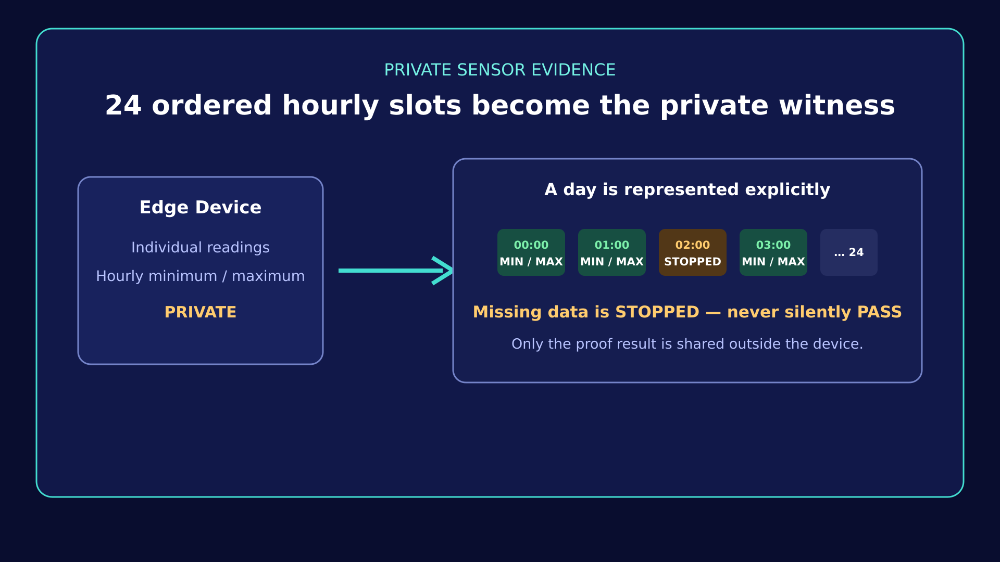 PRIVATE SENSOR EVIDENCE
24 ordered hourly slots become the private witness
Edge Device
Individual readings
Hourly minimum / maximum
PRIVATE
A day is represented explicitly
00:00
MIN / MAX
01:00
MIN / MAX
02:00
STOPPED
03:00
MIN / MAX
… 24
Missing data is STOPPED — never silently PASS
Only the proof result is shared outside the device.